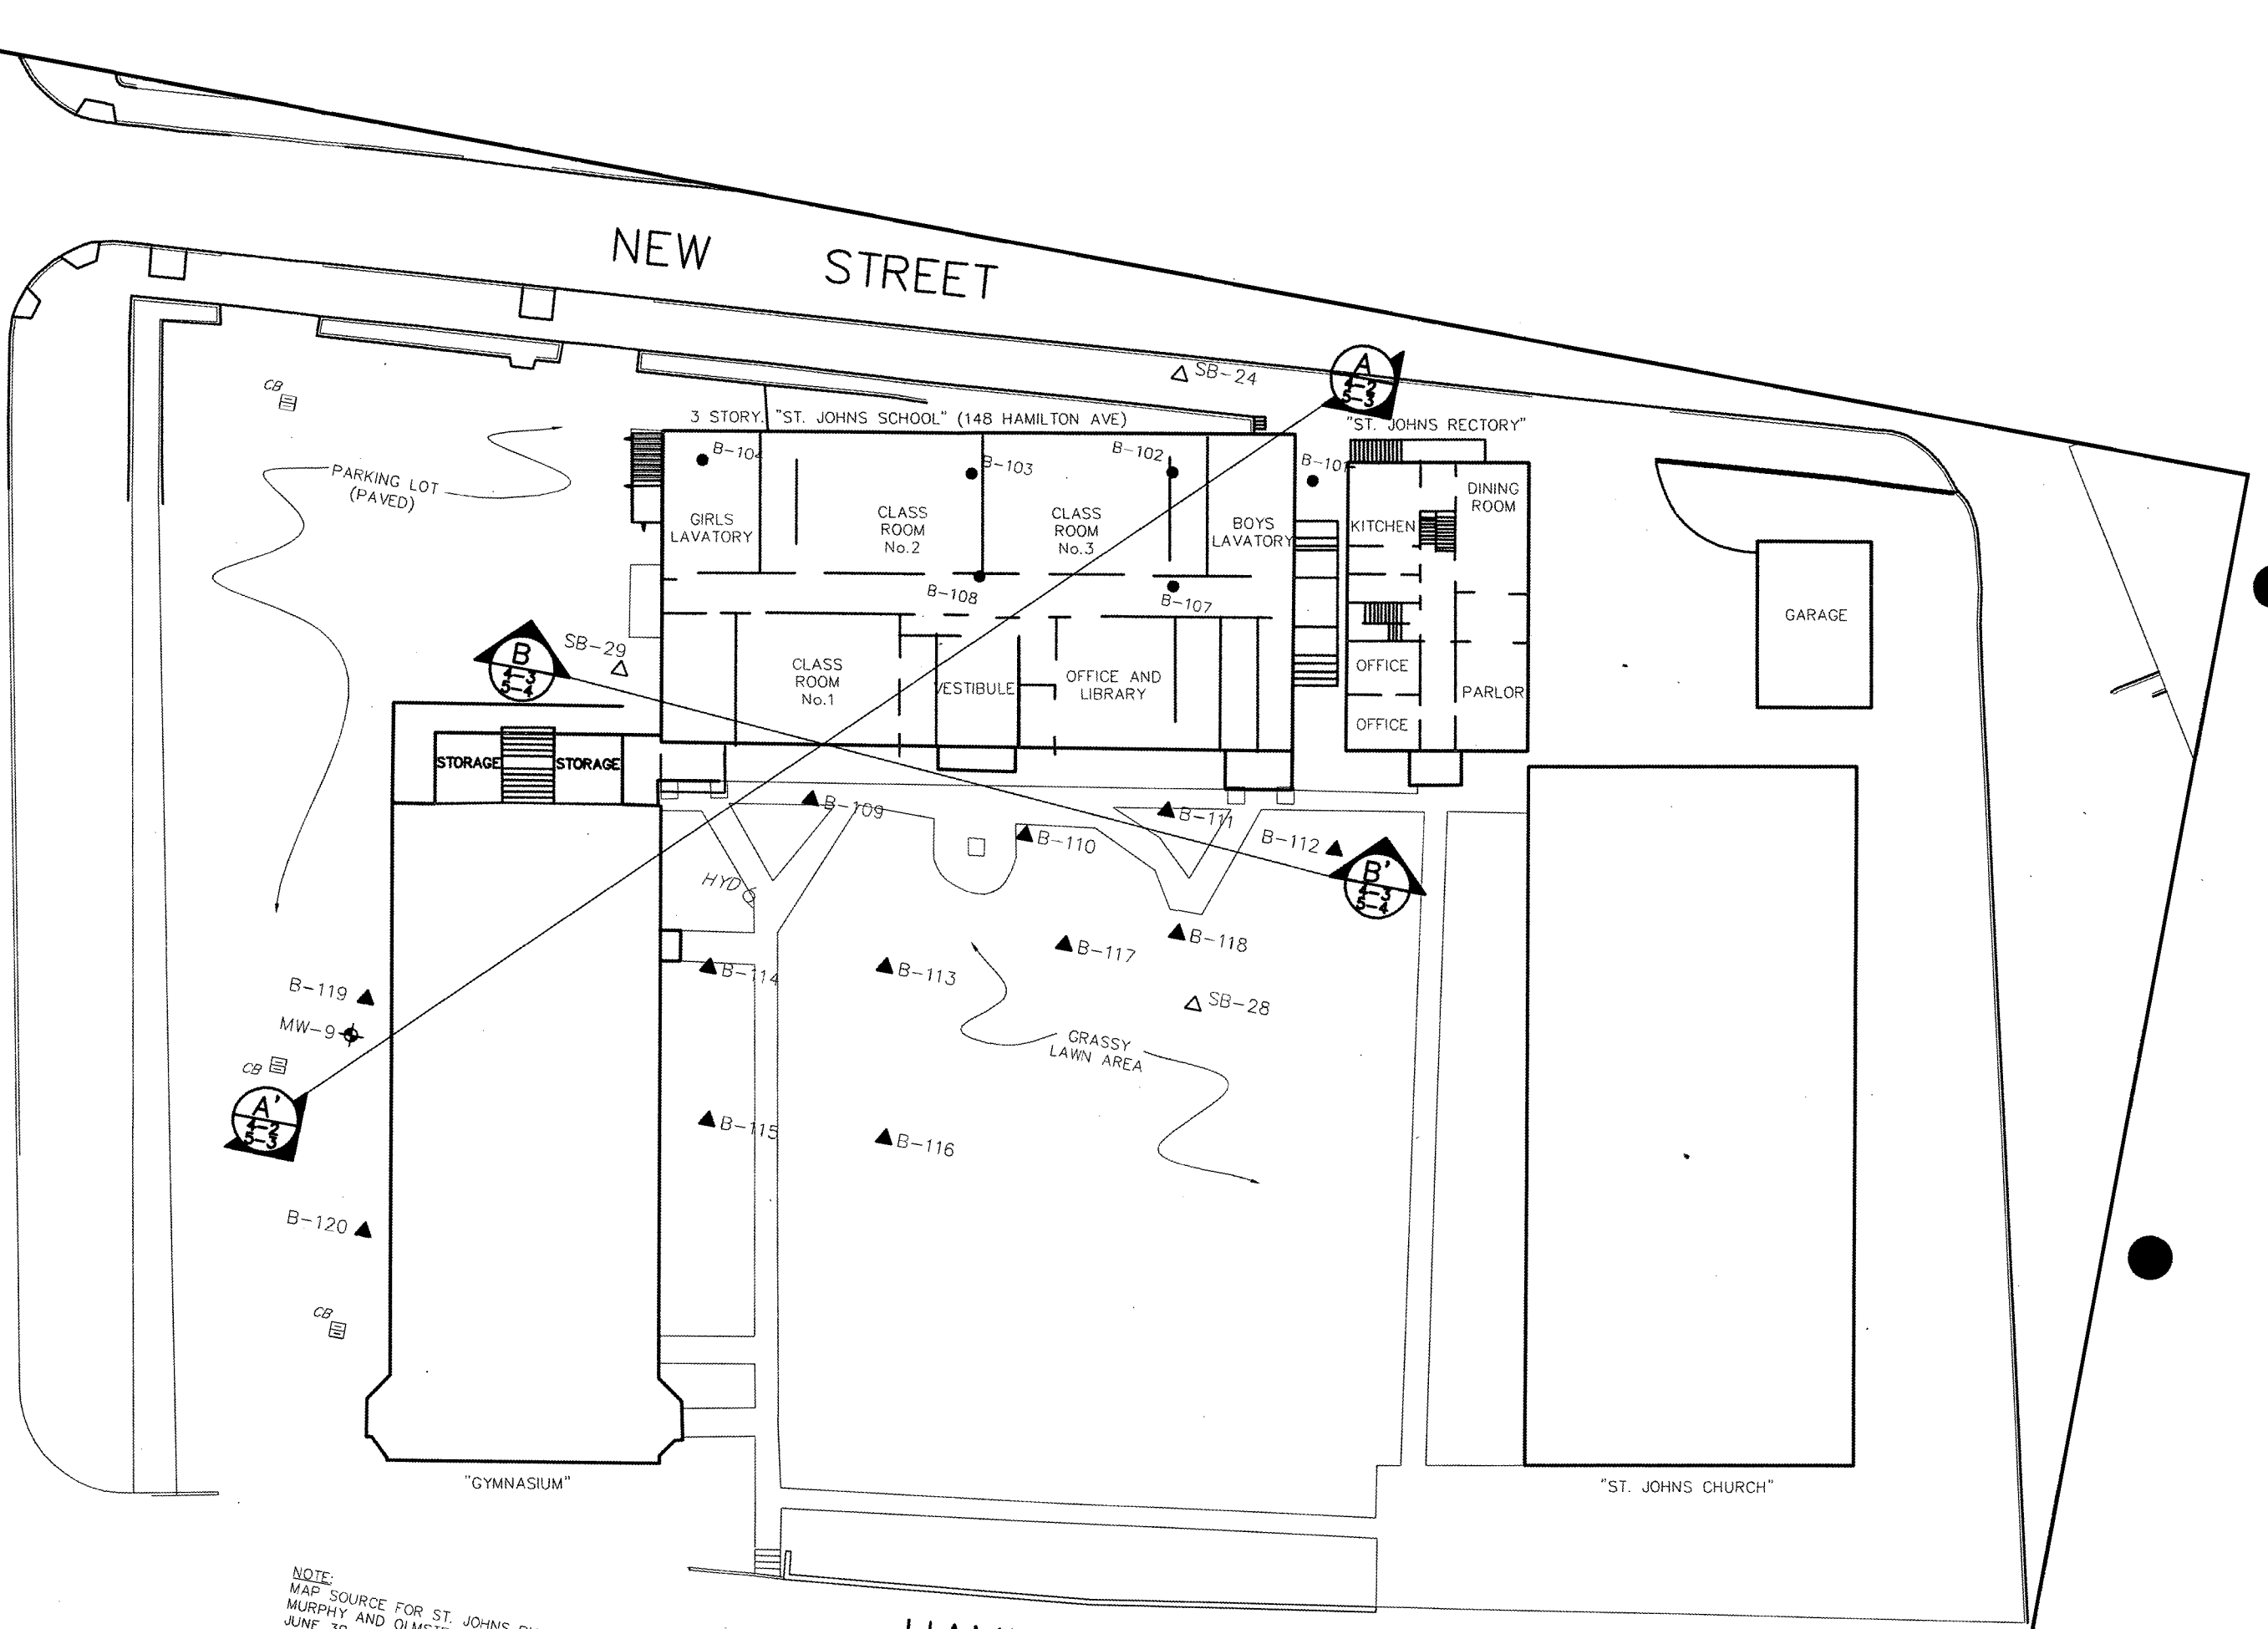 NEW STREET
SB-24
A
4-2
5-3
CB
3 STORY. "ST. JOHNS SCHOOL" (148 HAMILTON AVE)
"ST. JOHNS RECTORY"
B-104
B-103
B-102
B-101
PARKING LOT
(PAVED)
GIRLS
LAVATORY
CLASS
ROOM
No.2
CLASS
ROOM
No.3
BOYS
LAVATORY
KITCHEN
DINING
ROOM
B-108
B-107
GARAGE
B
4-3
5-4
SB-29
CLASS
ROOM
No.1
VESTIBULE
OFFICE AND
LIBRARY
OFFICE
PARLOR
OFFICE
STORAGE
STORAGE
B-109
B-110
B-111
B-112
B'
4-3
5-4
HYD
B-114
B-113
B-117
B-118
SB-28
B-119
MW-9
CB
GRASSY
LAWN AREA
A'
4-2
5-3
B-115
B-116
B-120
CB
"GYMNASIUM"
"ST. JOHNS CHURCH"
NOTE:
MAP SOURCE FOR ST. JOHNS
MURPHY AND
JUNE